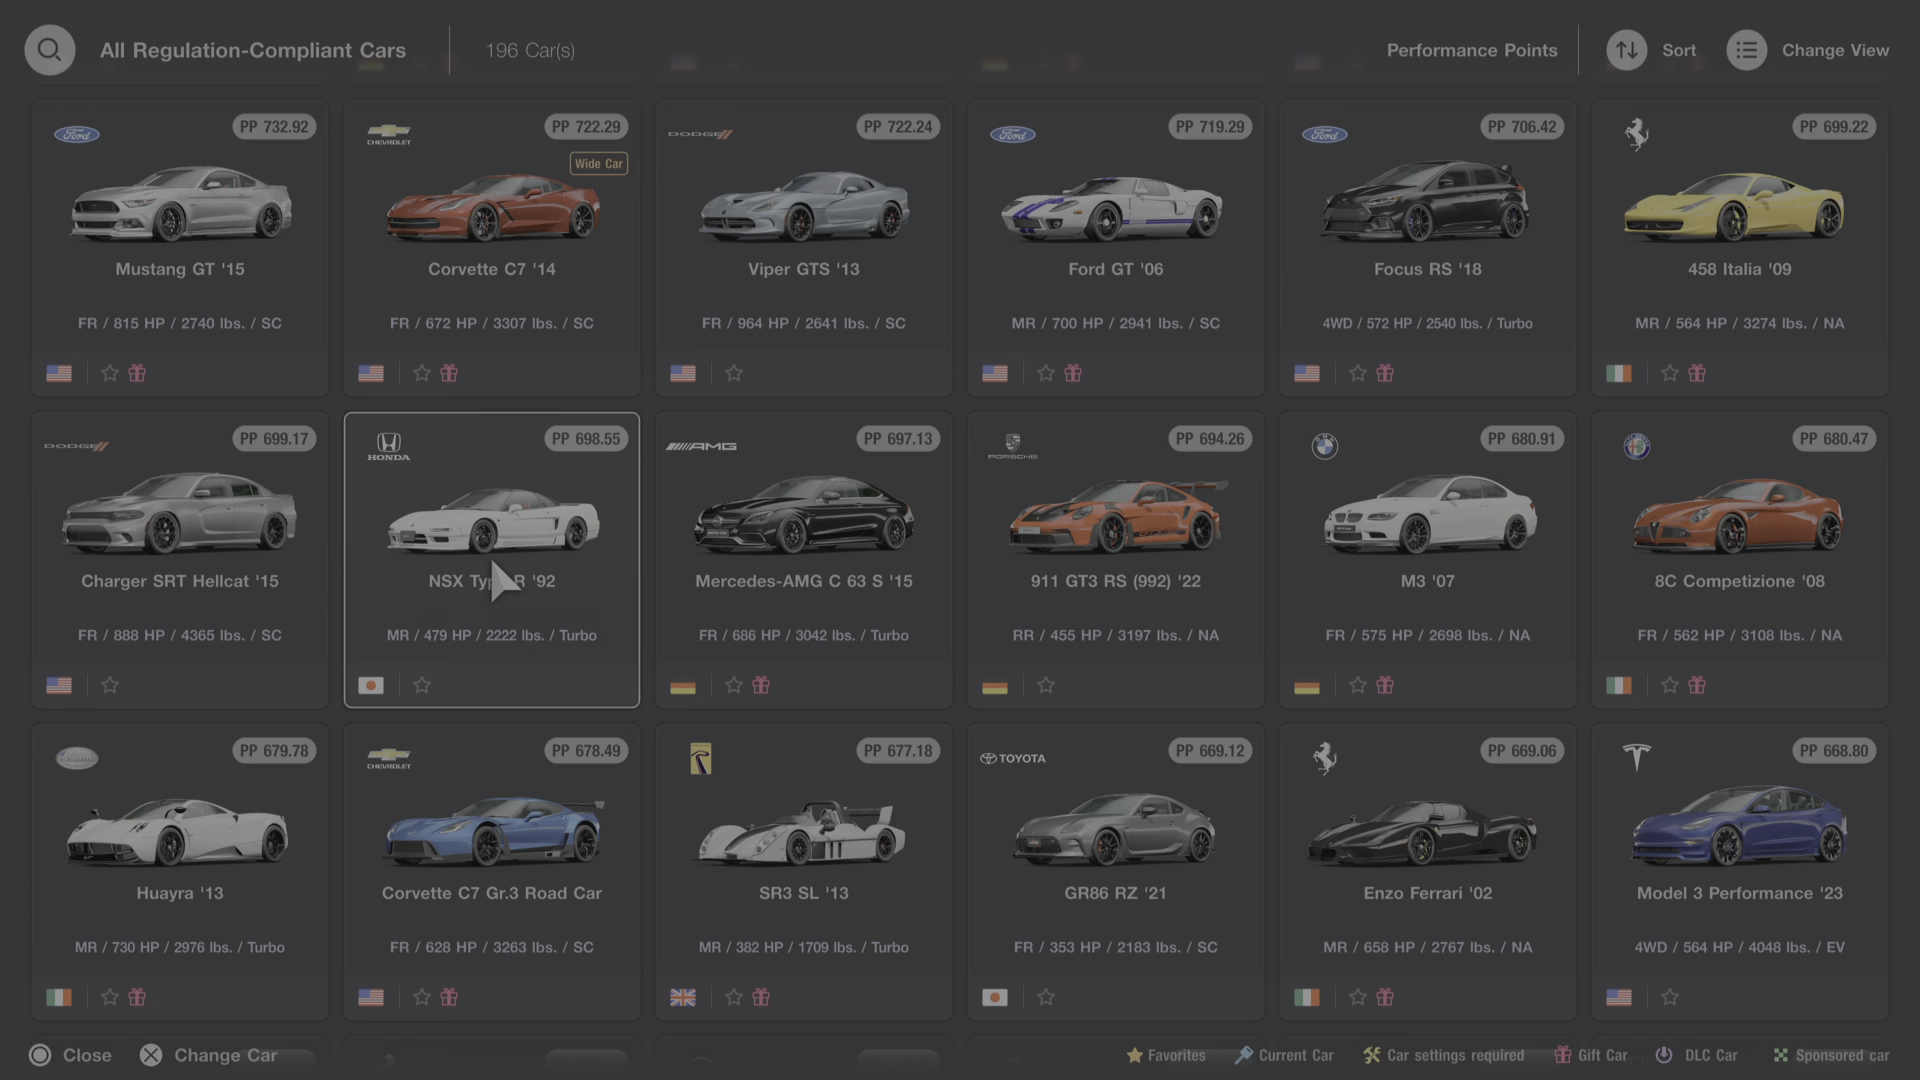 All Regulation-Compliant Cars
196 Car(s)
Performance Points
Sort
Change View
Ford
PP 732.92
Mustang GT '15
FR / 815 HP / 2740 lbs. / SC
CHEVROLET
PP 722.29
Wide Car
Corvette C7 '14
FR / 672 HP / 3307 lbs. / SC
DODGE
PP 722.24
Viper GTS '13
FR / 964 HP / 2641 lbs. / SC
Ford
PP 719.29
Ford GT '06
MR / 700 HP / 2941 lbs. / SC
Ford
PP 706.42
Focus RS '18
4WD / 572 HP / 2540 lbs. / Turbo
PP 699.22
458 Italia '09
MR / 564 HP / 3274 lbs. / NA
DODGE
PP 699.17
Charger SRT Hellcat '15
FR / 888 HP / 4365 lbs. / SC
HONDA
PP 698.55
NSX Type R '92
MR / 479 HP / 2222 lbs. / Turbo
AMG
PP 697.13
Mercedes-AMG C 63 S '15
FR / 686 HP / 3042 lbs. / Turbo
PORSCHE
PP 694.26
911 GT3 RS (992) '22
RR / 455 HP / 3197 lbs. / NA
PP 680.91
M3 '07
FR / 575 HP / 2698 lbs. / NA
PP 680.47
8C Competizione '08
FR / 562 HP / 3108 lbs. / NA
PP 679.78
Huayra '13
MR / 730 HP / 2976 lbs. / Turbo
CHEVROLET
PP 678.49
Corvette C7 Gr.3 Road Car
FR / 628 HP / 3263 lbs. / SC
PP 677.18
SR3 SL '13
MR / 382 HP / 1709 lbs. / Turbo
TOYOTA
PP 669.12
GR86 RZ '21
FR / 353 HP / 2183 lbs. / SC
PP 669.06
Enzo Ferrari '02
MR / 658 HP / 2767 lbs. / NA
PP 668.80
Model 3 Performance '23
4WD / 564 HP / 4048 lbs. / EV
Close
Change Car
Favorites
Current Car
Car settings required
Gift Car
DLC Car
Sponsored car